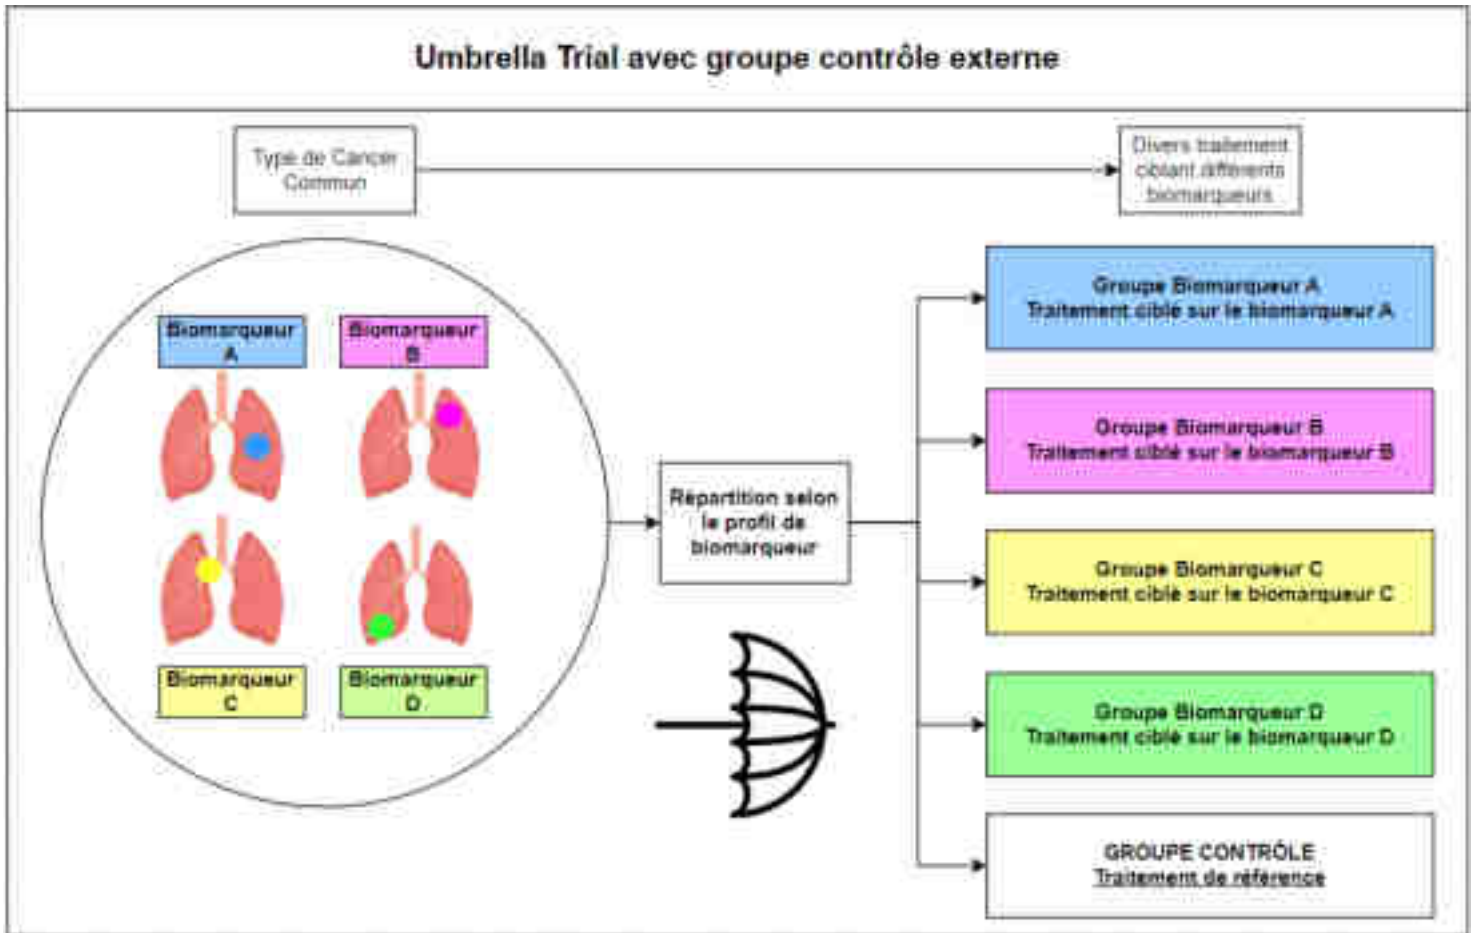 Umbrella Trial avec groupe contrôle externe
Type de Cancer
Commun
Divers traitement
ciblant différents
biomarqueurs
Biomarqueur
A
Biomarqueur
B
Biomarqueur
C
Biomarqueur
D
Répartition selon
le profil de
biomarqueur
Groupe Biomarqueur A
Traitement ciblé sur le biomarqueur A
Groupe Biomarqueur B
Traitement ciblé sur le biomarqueur B
Groupe Biomarqueur C
Traitement ciblé sur le biomarqueur C
Groupe Biomarqueur D
Traitement ciblé sur le biomarqueur D
GROUPE CONTRÔLE
Traitement de référence